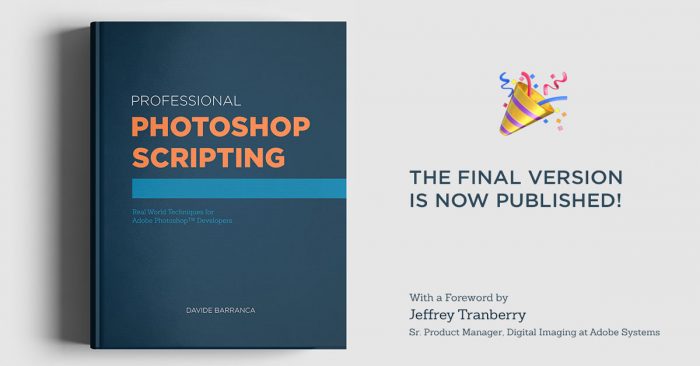 PROFESSIONAL
PHOTOSHOP
SCRIPTING
Real World Techniques for
Adobe Photoshop™ Developers
DAVIDE BARRANCA
THE FINAL VERSION
IS NOW PUBLISHED!
With a Foreword by
Jeffrey Tranberry
Sr. Product Manager, Digital Imaging at Adobe Systems